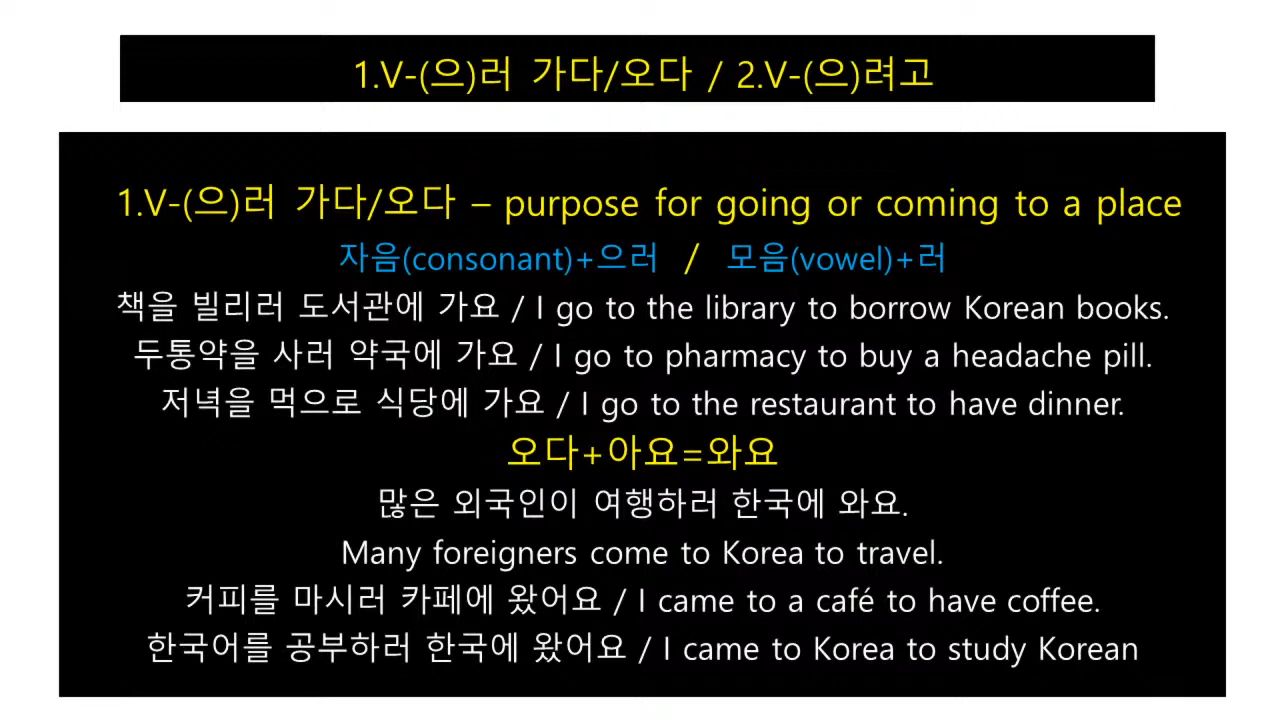 1.V-(으)러 가다/오다 / 2.V-(으)려고
1.V-(으)러 가다/오다 – purpose for going or coming to a place
자음(consonant)+으러 / 모음(vowel)+러
책을 빌리러 도서관에 가요 / I go to the library to borrow Korean books.
두통약을 사러 약국에 가요 / I go to pharmacy to buy a headache pill.
저녁을 먹으로 식당에 가요 / I go to the restaurant to have dinner.
오다+아요=와요
많은 외국인이 여행하러 한국에 와요.
Many foreigners come to Korea to travel.
커피를 마시러 카페에 왔어요 / I came to a café to have coffee.
한국어를 공부하러 한국에 왔어요 / I came to Korea to study Korean